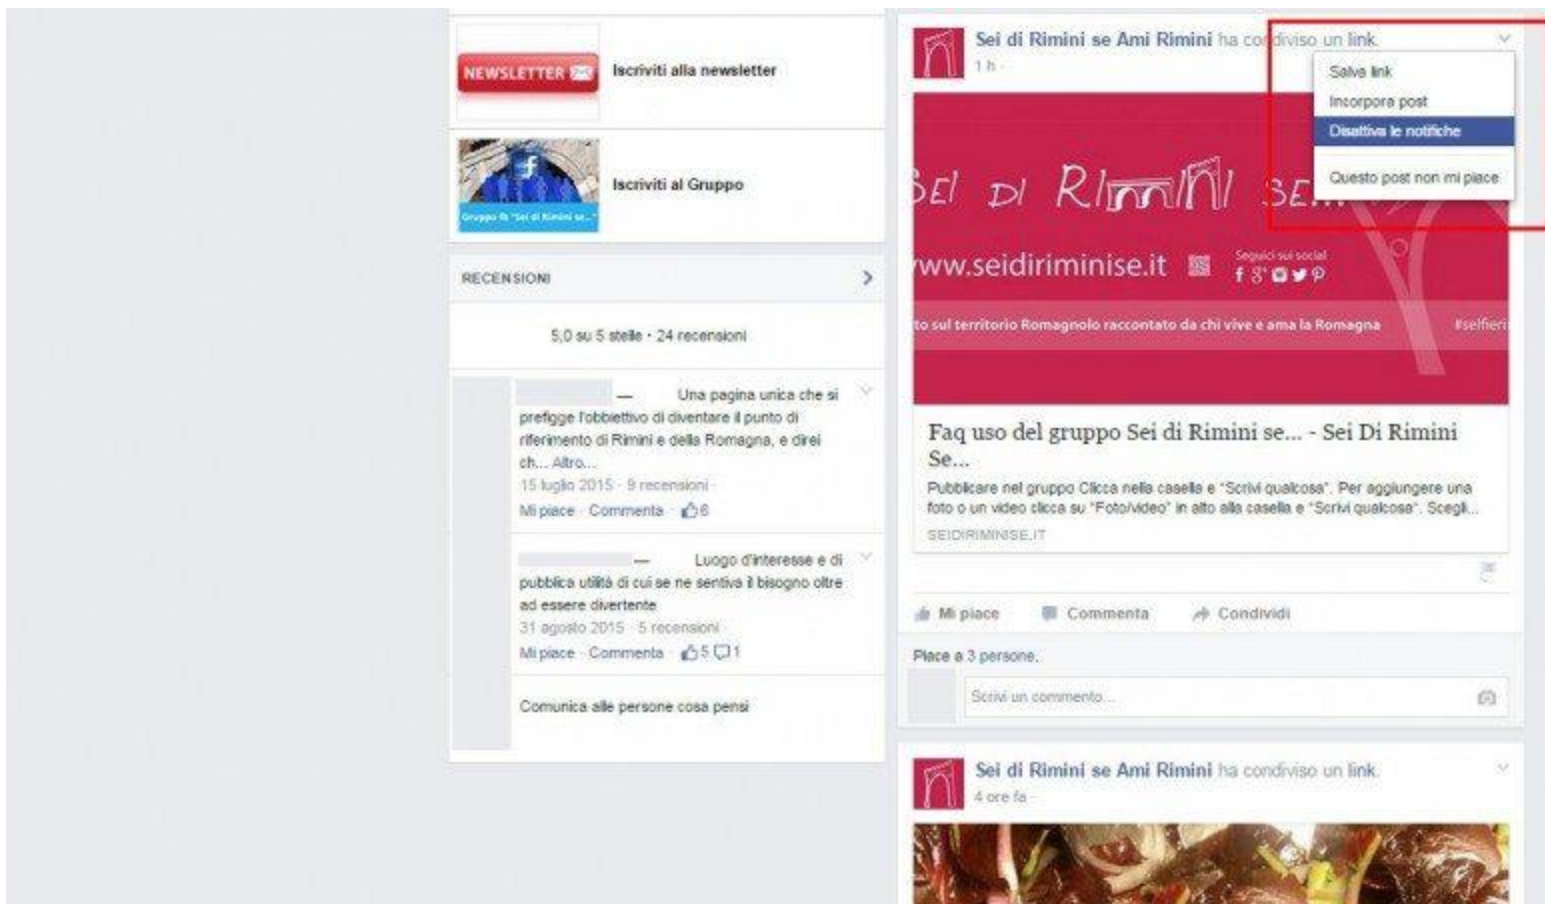 NEWSLETTER
Iscriviti alla newsletter
Gruppo fb "Sei di Rimini se..."
Iscriviti al Gruppo
RECENSIONI
5,0 su 5 stelle · 24 recensioni
— Una pagina unica che si
prefigge l'obbiettivo di diventare il punto di
riferimento di Rimini e della Romagna, e direi
ch... Altro...
15 luglio 2015 · 9 recensioni ·
Mi piace · Commenta · 6
— Luogo d'interesse e di
pubblica utilità di cui se ne sentiva il bisogno oltre
ad essere divertente
31 agosto 2015 · 5 recensioni ·
Mi piace · Commenta · 5 1
Comunica alle persone cosa pensi
Sei di Rimini se Ami Rimini ha condiviso un link.
1 h ·
Salva link
Incorpora post
Disattiva le notifiche
Questo post non mi piace
SEI DI RIMINI SE...
www.seidiriminise.it
Seguici sui social
to sul territorio Romagnolo raccontato da chi vive e ama la Romagna
#selfieri
Faq uso del gruppo Sei di Rimini se... - Sei Di Rimini
Se...
Pubblicare nel gruppo Clicca nella casella e "Scrivi qualcosa". Per aggiungere una
foto o un video clicca su "Foto/video" in alto alla casella e "Scrivi qualcosa". Scegli...
SEIDIRIMINISE.IT
Mi piace Commenta Condividi
Piace a 3 persone.
Scrivi un commento...
Sei di Rimini se Ami Rimini ha condiviso un link.
4 ore fa ·